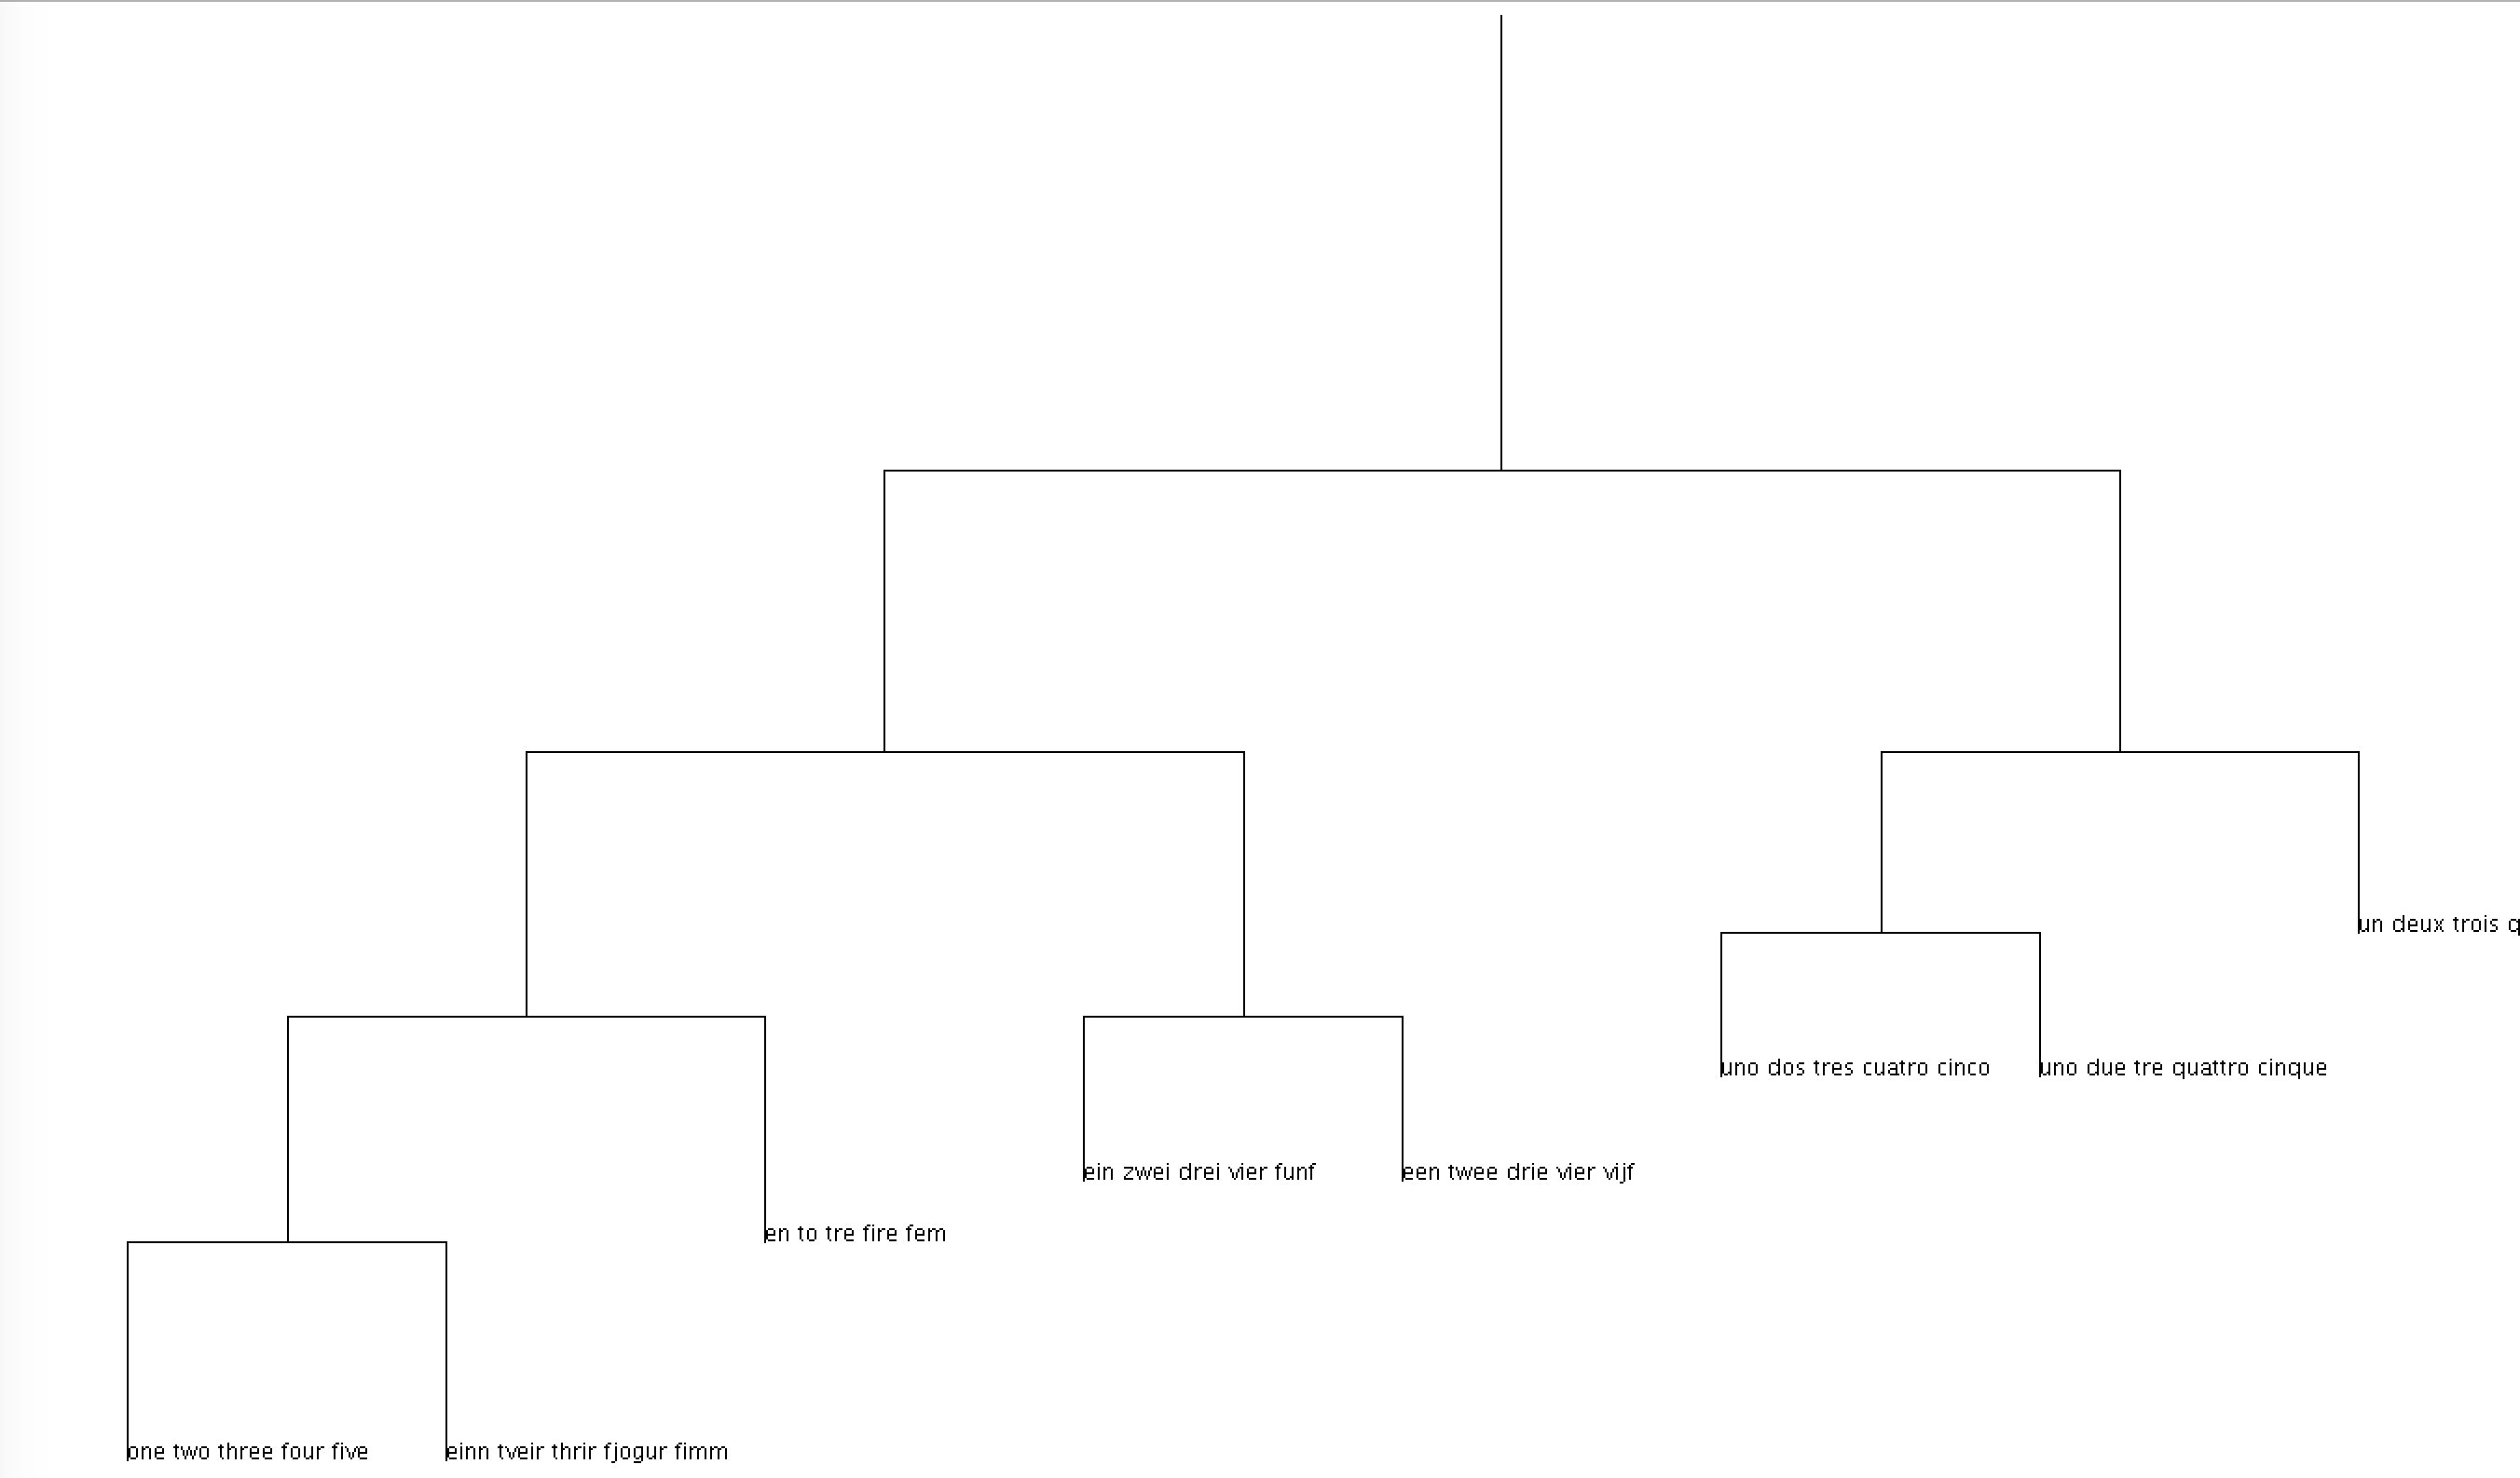 un deux trois
uno dos tres cuatro cinco
uno due tre quattro cinque
ein zwei drei vier funf
een twee drie vier vijf
en to tre fire fem
one two three four five
einn tveir thrir fjogur fimm